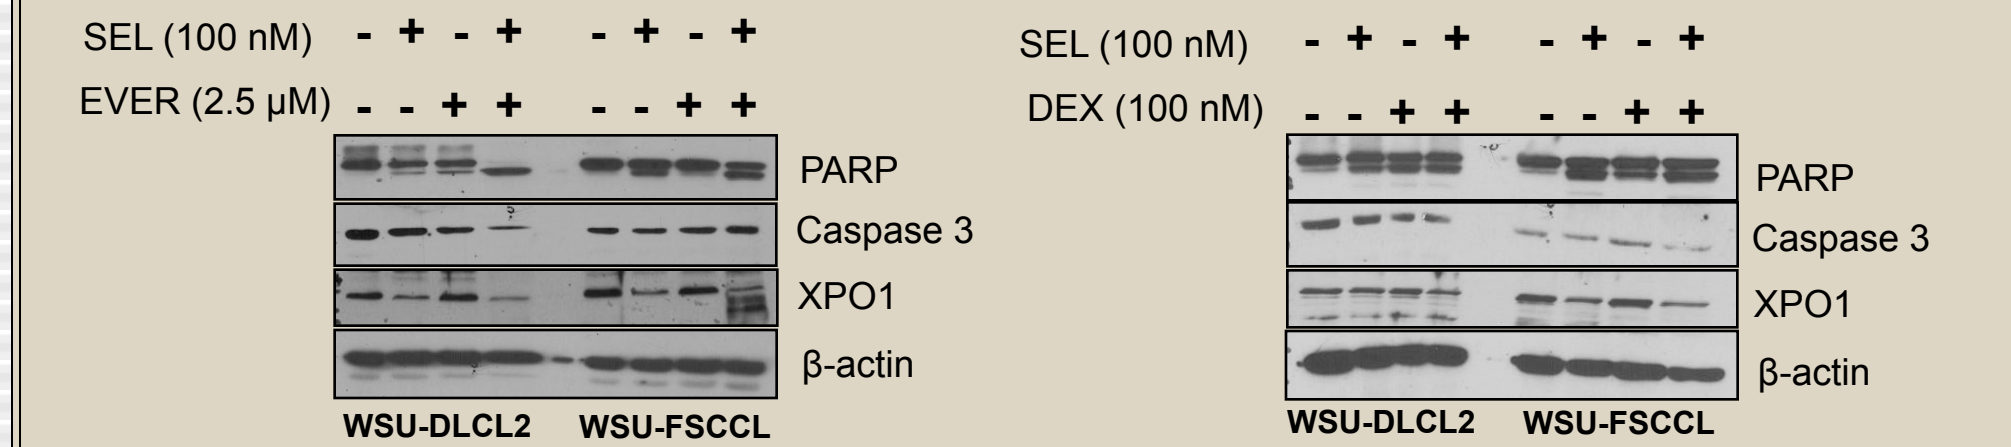 SEL (100 nM) - + - + - + - +
EVER (2.5 µM) - - + + - - + +
PARP
Caspase 3
XPO1
β-actin
WSU-DLCL2 WSU-FSCCL
SEL (100 nM) - + - + - + - +
DEX (100 nM) - - + + - - + +
PARP
Caspase 3
XPO1
β-actin
WSU-DLCL2 WSU-FSCCL